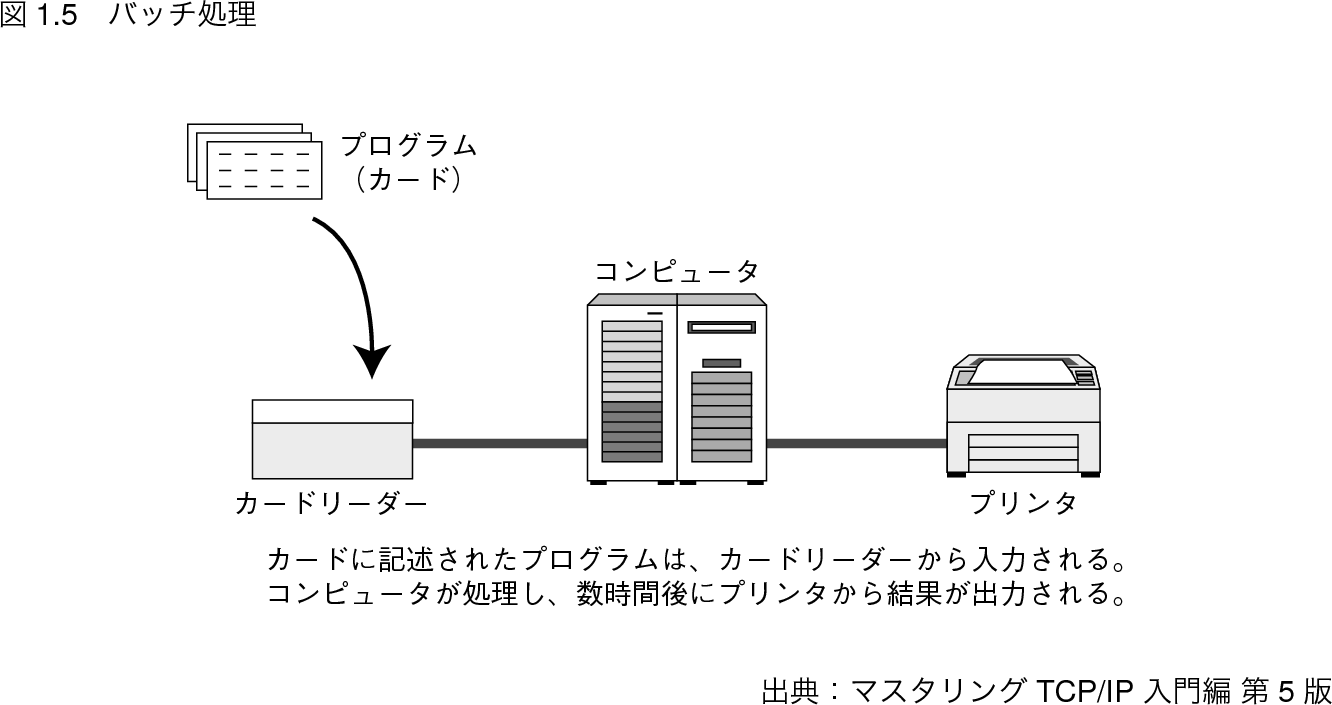 図 1.5　バッチ処理
プログラム
（カード）
コンピュータ
カードリーダー
プリンタ
カードに記述されたプログラムは、カードリーダーから入力される。
コンピュータが処理し、数時間後にプリンタから結果が出力される。
出典：マスタリング TCP/IP 入門編 第 5 版